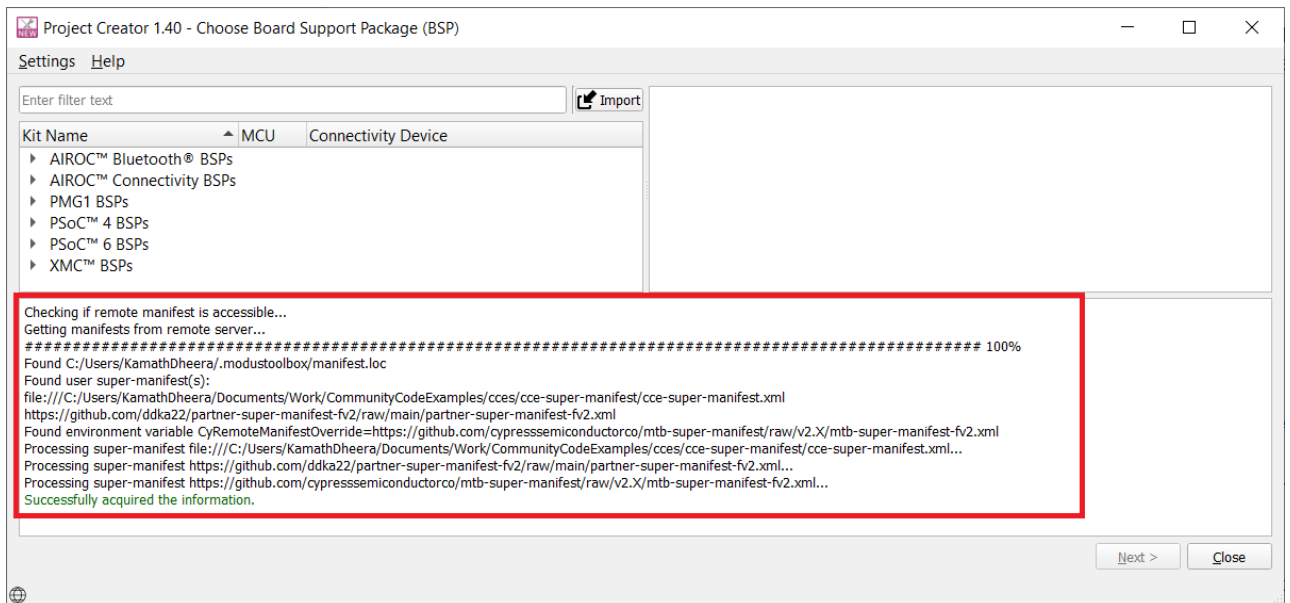 NEW Project Creator 1.40 - Choose Board Support Package (BSP)
Settings Help
Enter filter text
Import
Kit Name MCU Connectivity Device
AIROC™ Bluetooth® BSPs
AIROC™ Connectivity BSPs
PMG1 BSPs
PSoC™ 4 BSPs
PSoC™ 6 BSPs
XMC™ BSPs
Checking if remote manifest is accessible...
Getting manifests from remote server...
#################################################################################################### 100%
Found C:/Users/KamathDheera/.modustoolbox/manifest.loc
Found user super-manifest(s):
file:///C:/Users/KamathDheera/Documents/Work/CommunityCodeExamples/cces/cce-super-manifest/cce-super-manifest.xml
https://github.com/ddka22/partner-super-manifest-fv2/raw/main/partner-super-manifest-fv2.xml
Found environment variable CyRemoteManifestOverride=https://github.com/cypresssemiconductorco/mtb-super-manifest/raw/v2.X/mtb-super-manifest-fv2.xml
Processing super-manifest file:///C:/Users/KamathDheera/Documents/Work/CommunityCodeExamples/cces/cce-super-manifest/cce-super-manifest.xml...
Processing super-manifest https://github.com/ddka22/partner-super-manifest-fv2/raw/main/partner-super-manifest-fv2.xml...
Processing super-manifest https://github.com/cypresssemiconductorco/mtb-super-manifest/raw/v2.X/mtb-super-manifest-fv2.xml...
Successfully acquired the information.
Next > Close